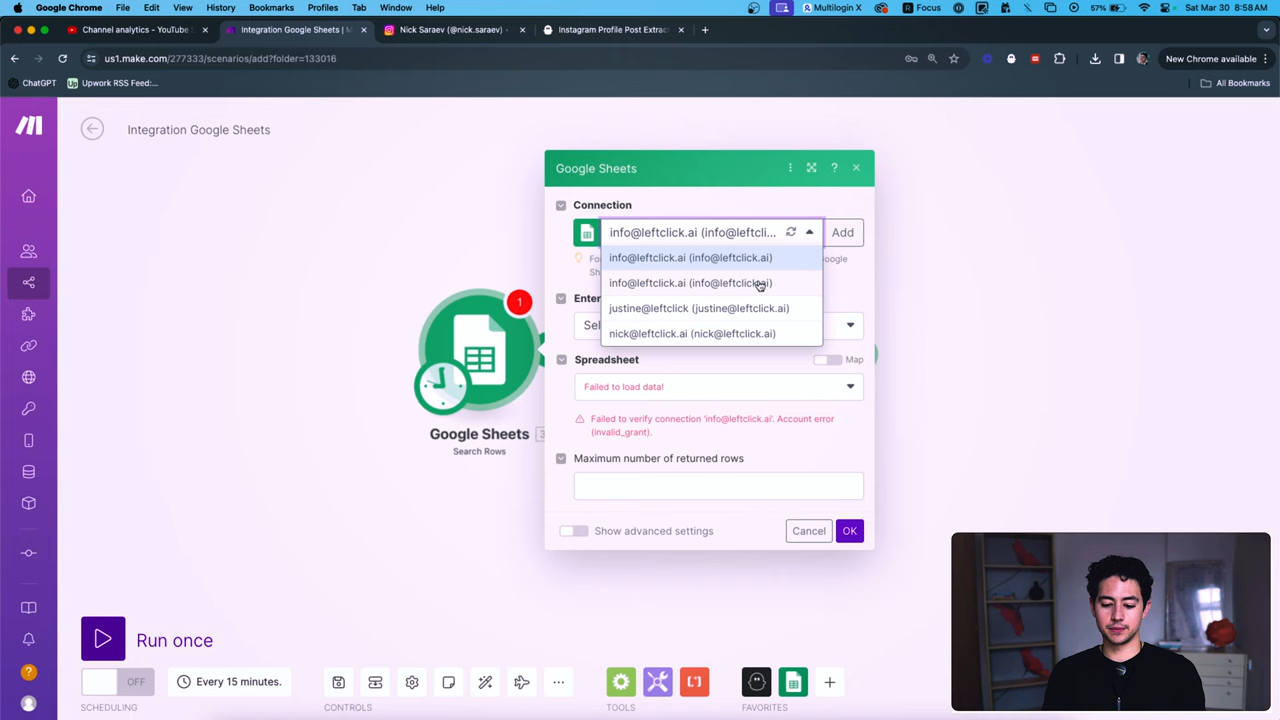 Google Chrome File Edit View History Bookmarks Profiles Tab Window Help
Multilogin X Focus 57% Sat Mar 30 8:58 AM
Channel analytics - YouTube S
Integration Google Sheets | M
Nick Saraev (@nick.saraev) •
Instagram Profile Post Extract
us1.make.com/277333/scenarios/add?folder=133016
New Chrome available
ChatGPT
Upwork RSS Feed:...
All Bookmarks
Integration Google Sheets
Google Sheets
?
Connection
info@leftclick.ai (info@leftcli...
Add
info@leftclick.ai (info@leftclick.ai)
info@leftclick.ai (info@leftclick.ai)
justine@leftclick (justine@leftclick.ai)
nick@leftclick.ai (nick@leftclick.ai)
Fo
oogle
Sh
Enter
Sel
Spreadsheet
Map
Failed to load data!
Failed to verify connection 'info@leftclick.ai'. Account error
(invalid_grant).
Maximum number of returned rows
Show advanced settings
Cancel
OK
1
Google Sheets
Search Rows
Run once
OFF
Every 15 minutes.
SCHEDULING
CONTROLS
TOOLS
FAVORITES